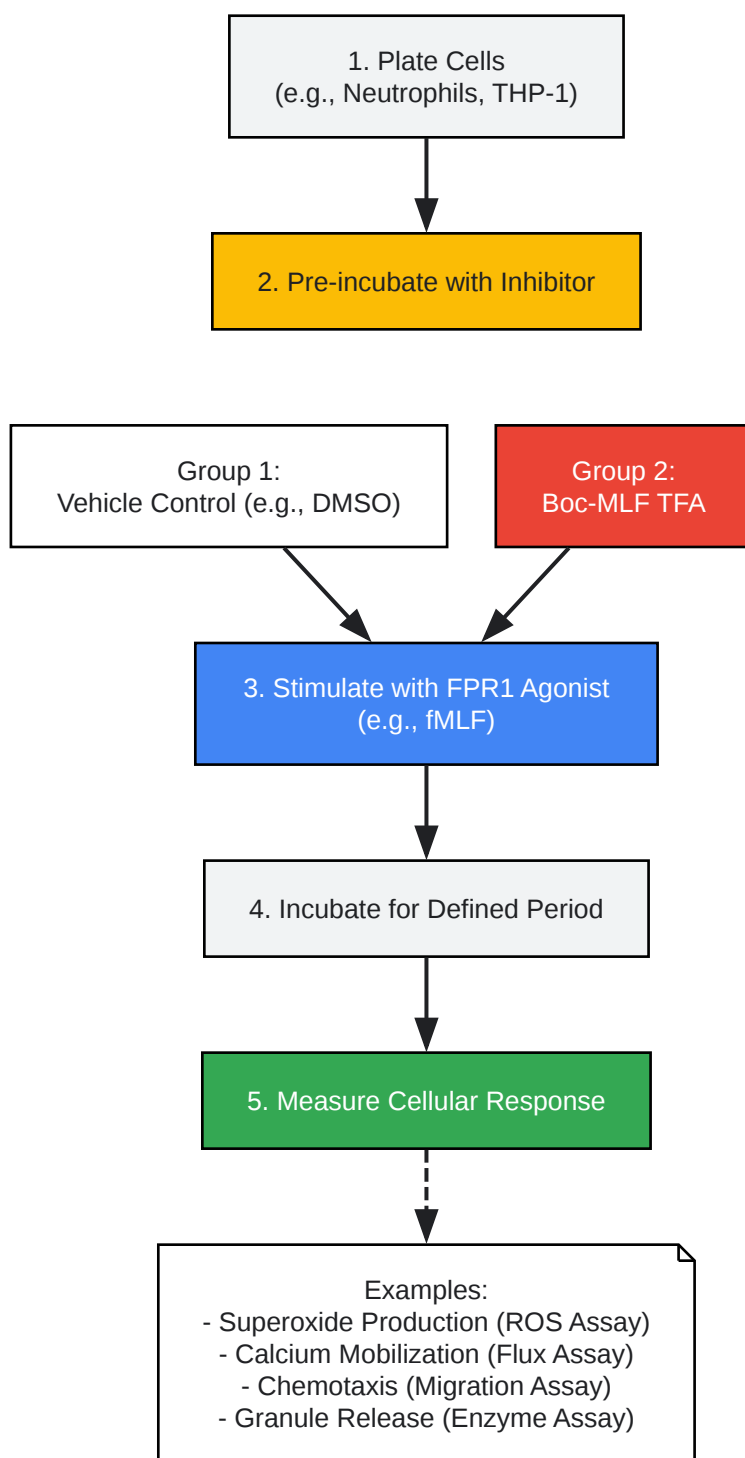 1. Plate Cells
(e.g., Neutrophils, THP-1)
2. Pre-incubate with Inhibitor
Group 1:
Vehicle Control (e.g., DMSO)
Group 2:
Boc-MLF TFA
3. Stimulate with FPR1 Agonist
(e.g., fMLF)
4. Incubate for Defined Period
5. Measure Cellular Response
Examples:
- Superoxide Production (ROS Assay)
- Calcium Mobilization (Flux Assay)
- Chemotaxis (Migration Assay)
- Granule Release (Enzyme Assay)